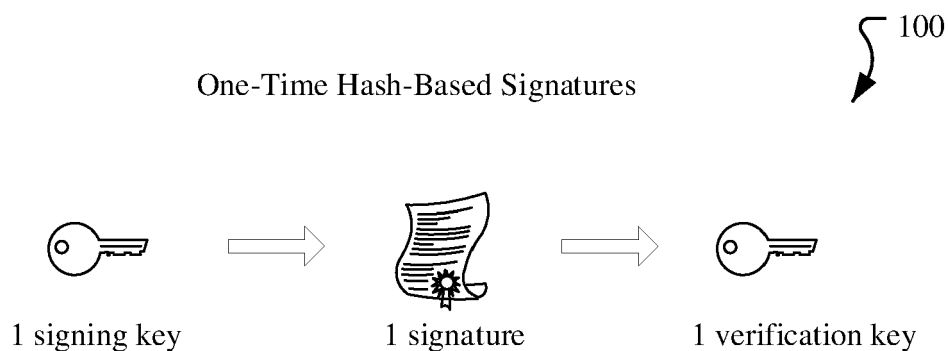 100
One-Time Hash-Based Signatures
1 signing key
1 signature
1 verification key